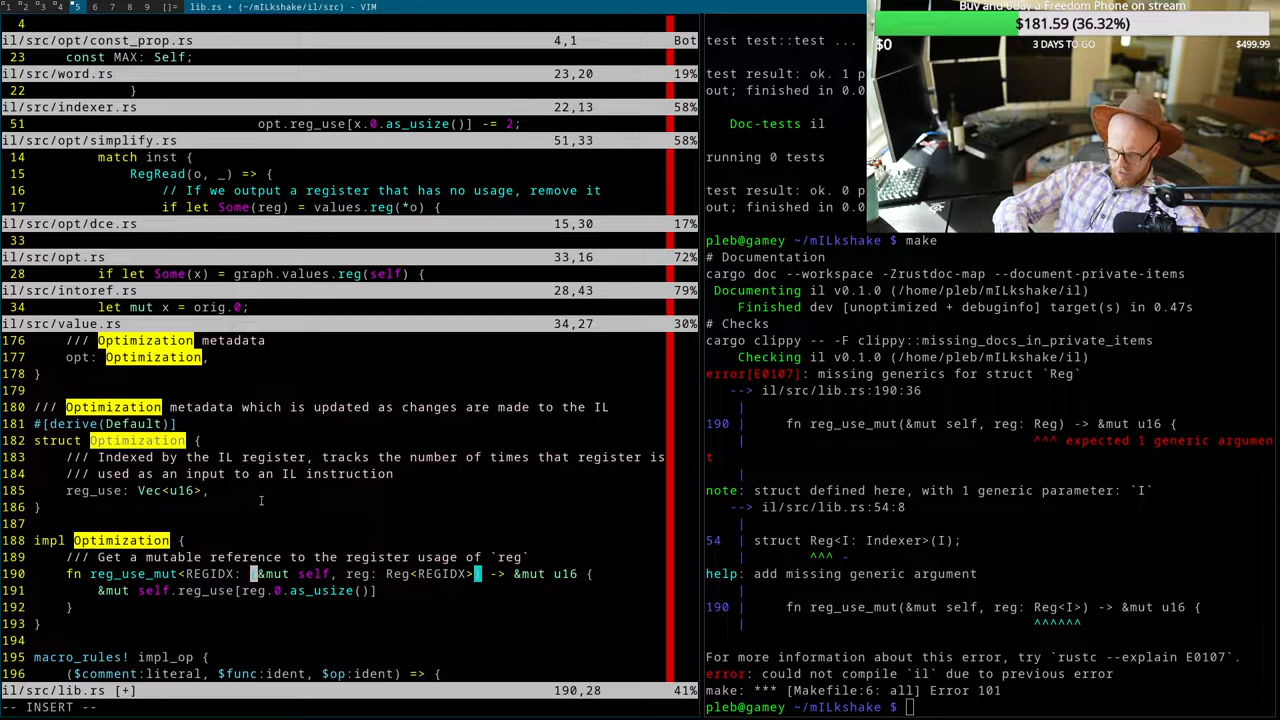 1 2 3 4 5 6 7 8 9 []= lib.rs + (~/mILkshake/il/src) - VIM
4
il/src/opt/const_prop.rs 4,1 Bot
23 const MAX: Self;
il/src/word.rs 23,20 19%
22 }
il/src/indexer.rs 22,13 58%
51 opt.reg_use[x.0.as_usize()] -= 2;
il/src/opt/simplify.rs 51,33 58%
14 match inst {
15 RegRead(o, _) => {
16 // If we output a register that has no usage, remove it
17 if let Some(reg) = values.reg(*o) {
il/src/opt/dce.rs 15,30 17%
33
il/src/opt.rs 33,16 72%
28 if let Some(x) = graph.values.reg(self) {
il/src/intoref.rs 28,43 79%
34 let mut x = orig.0;
il/src/value.rs 34,27 30%
176 /// Optimization metadata
177 opt: Optimization,
178 }
179
180 /// Optimization metadata which is updated as changes are made to the IL
181 #[derive(Default)]
182 struct Optimization {
183 /// Indexed by the IL register, tracks the number of times that register is
184 /// used as an input to an IL instruction
185 reg_use: Vec<u16>,
186 }
187
188 impl Optimization {
189 /// Get a mutable reference to the register usage of `reg`
190 fn reg_use_mut<REGIDX: (&mut self, reg: Reg<REGIDX>) -> &mut u16 {
191 &mut self.reg_use[reg.0.as_usize()]
192 }
193 }
194
195 macro_rules! impl_op {
196 ($comment:literal, $func:ident, $op:ident) => {
il/src/lib.rs [+] 190,28 41%
-- INSERT --
test test::test ...
test result: ok. 1 p
out; finished in 0.0
Doc-tests il
running 0 tests
test result: ok. 0 p
out; finished in 0.0
pleb@gamey ~/mILkshake $ make
# Documentation
cargo doc --workspace -Zrustdoc-map --document-private-items
Documenting il v0.1.0 (/home/pleb/mILkshake/il)
Finished dev [unoptimized + debuginfo] target(s) in 0.47s
# Checks
cargo clippy -- -F clippy::missing_docs_in_private_items
Checking il v0.1.0 (/home/pleb/mILkshake/il)
error[E0107]: missing generics for struct `Reg`
--> il/src/lib.rs:190:36
|
190 | fn reg_use_mut(&mut self, reg: Reg) -> &mut u16 {
| ^^^ expected 1 generic argumen
t
|
note: struct defined here, with 1 generic parameter: `I`
--> il/src/lib.rs:54:8
|
54 | struct Reg<I: Indexer>(I);
| ^^^ -
help: add missing generic argument
|
190 | fn reg_use_mut(&mut self, reg: Reg<I>) -> &mut u16 {
| ^^^^^^
For more information about this error, try `rustc --explain E0107`.
error: could not compile `il` due to previous error
make: *** [Makefile:6: all] Error 101
pleb@gamey ~/mILkshake $
Buy and 0day a Freedom Phone on stream
$181.59 (36.32%)
$0 3 DAYS TO GO $499.99